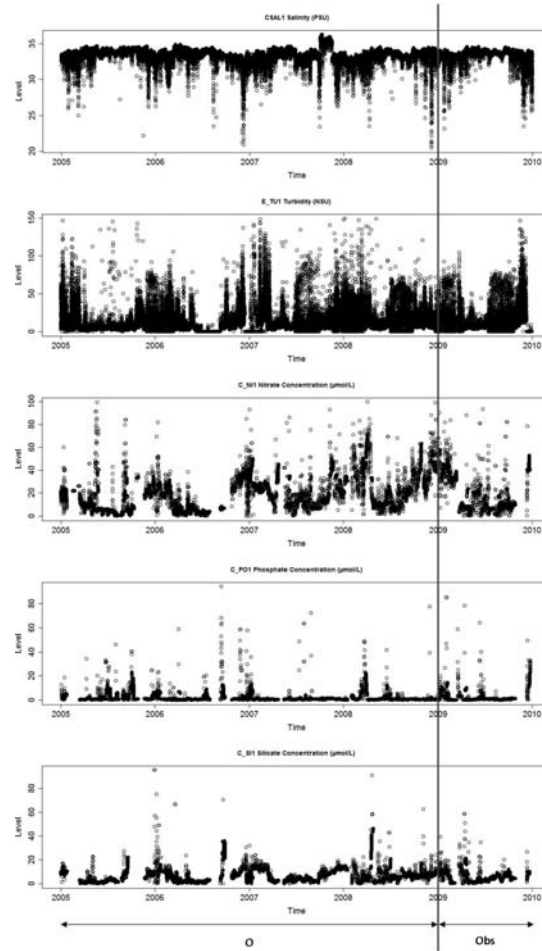 CSAL1 Salinity (PSU)
Level
35
30
25
20
2005 2006 2007 2008 2009 2010
Time
E_TU1 Turbidity (NSU)
Level
150
100
50
0
2005 2006 2007 2008 2009 2010
Time
C_NI1 Nitrate Concentration (µmol/L)
Level
100
80
60
40
20
0
2005 2006 2007 2008 2009 2010
Time
C_PO1 Phosphate Concentration (µmol/L)
Level
80
60
40
20
0
2005 2006 2007 2008 2009 2010
Time
C_SI1 Silicate Concentration (µmol/L)
Level
100
80
60
40
20
0
2005 2006 2007 2008 2009 2010
Time
O Obs